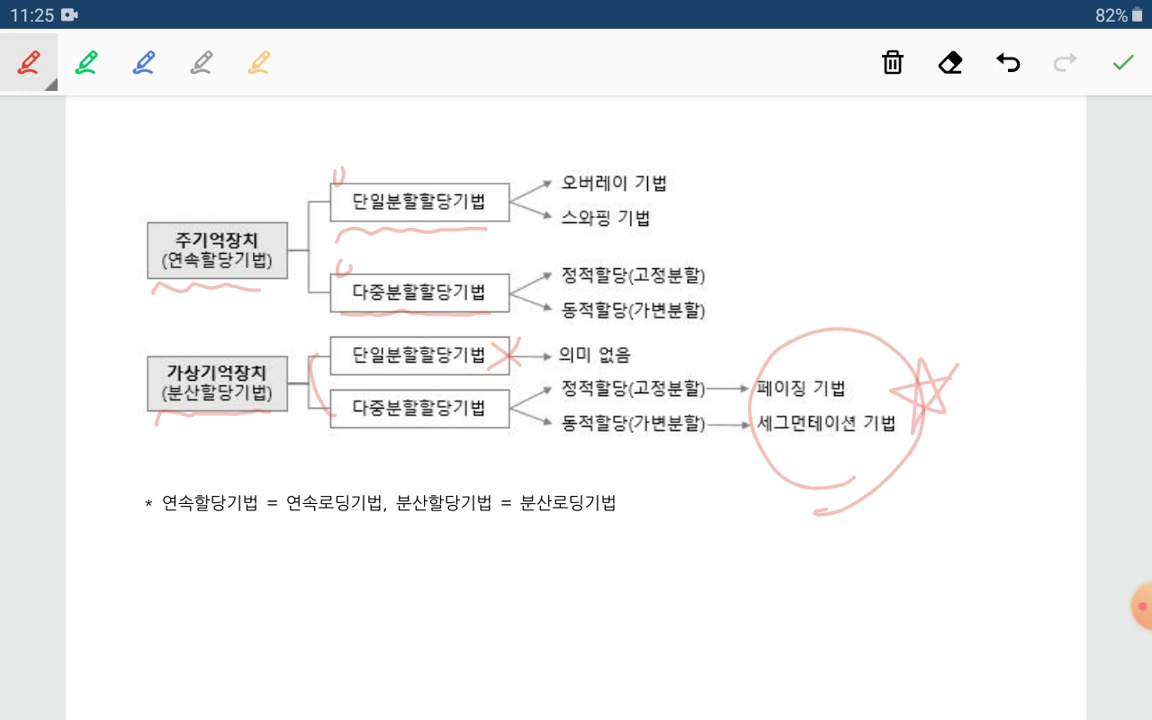 11:25
82%
단일분할할당기법
오버레이 기법
스와핑 기법
주기억장치
(연속할당기법)
다중분할할당기법
정적할당(고정분할)
동적할당(가변분할)
가상기억장치
(분산할당기법)
단일분할할당기법
의미 없음
다중분할할당기법
정적할당(고정분할)
페이징 기법
동적할당(가변분할)
세그먼테이션 기법
* 연속할당기법 = 연속로딩기법, 분산할당기법 = 분산로딩기법